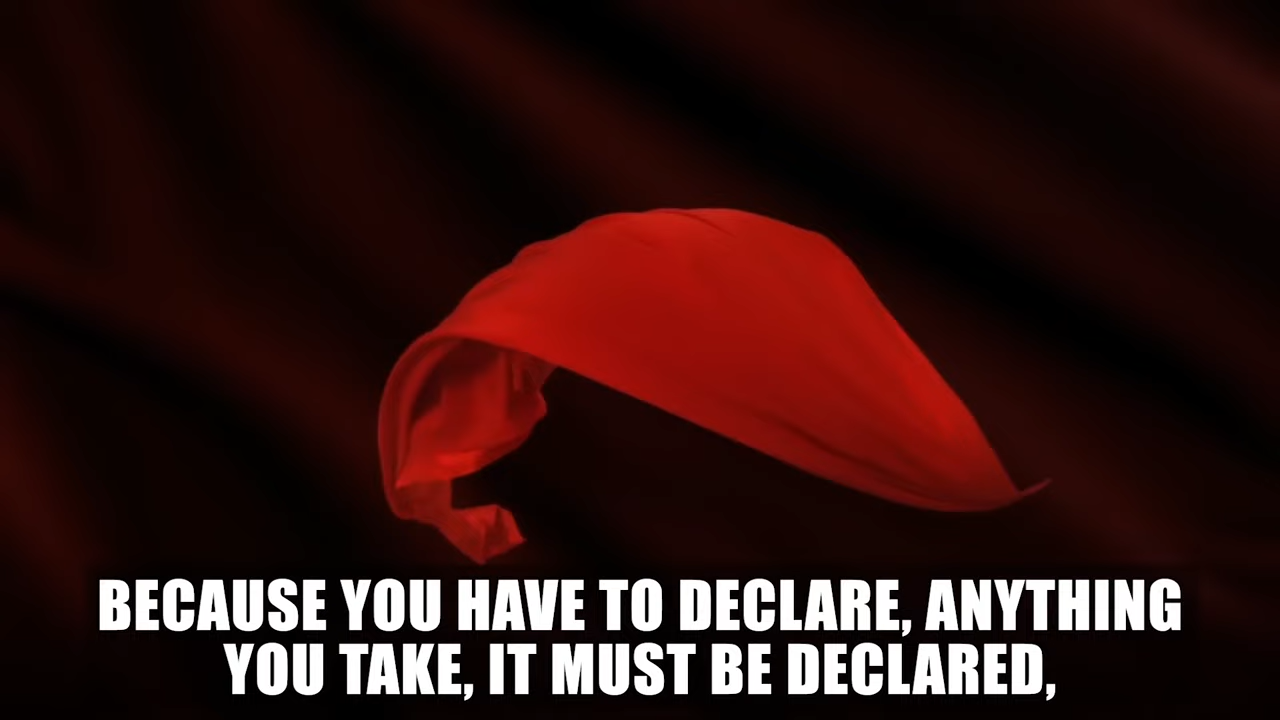 BECAUSE YOU HAVE TO DECLARE, ANYTHING
YOU TAKE, IT MUST BE DECLARED,